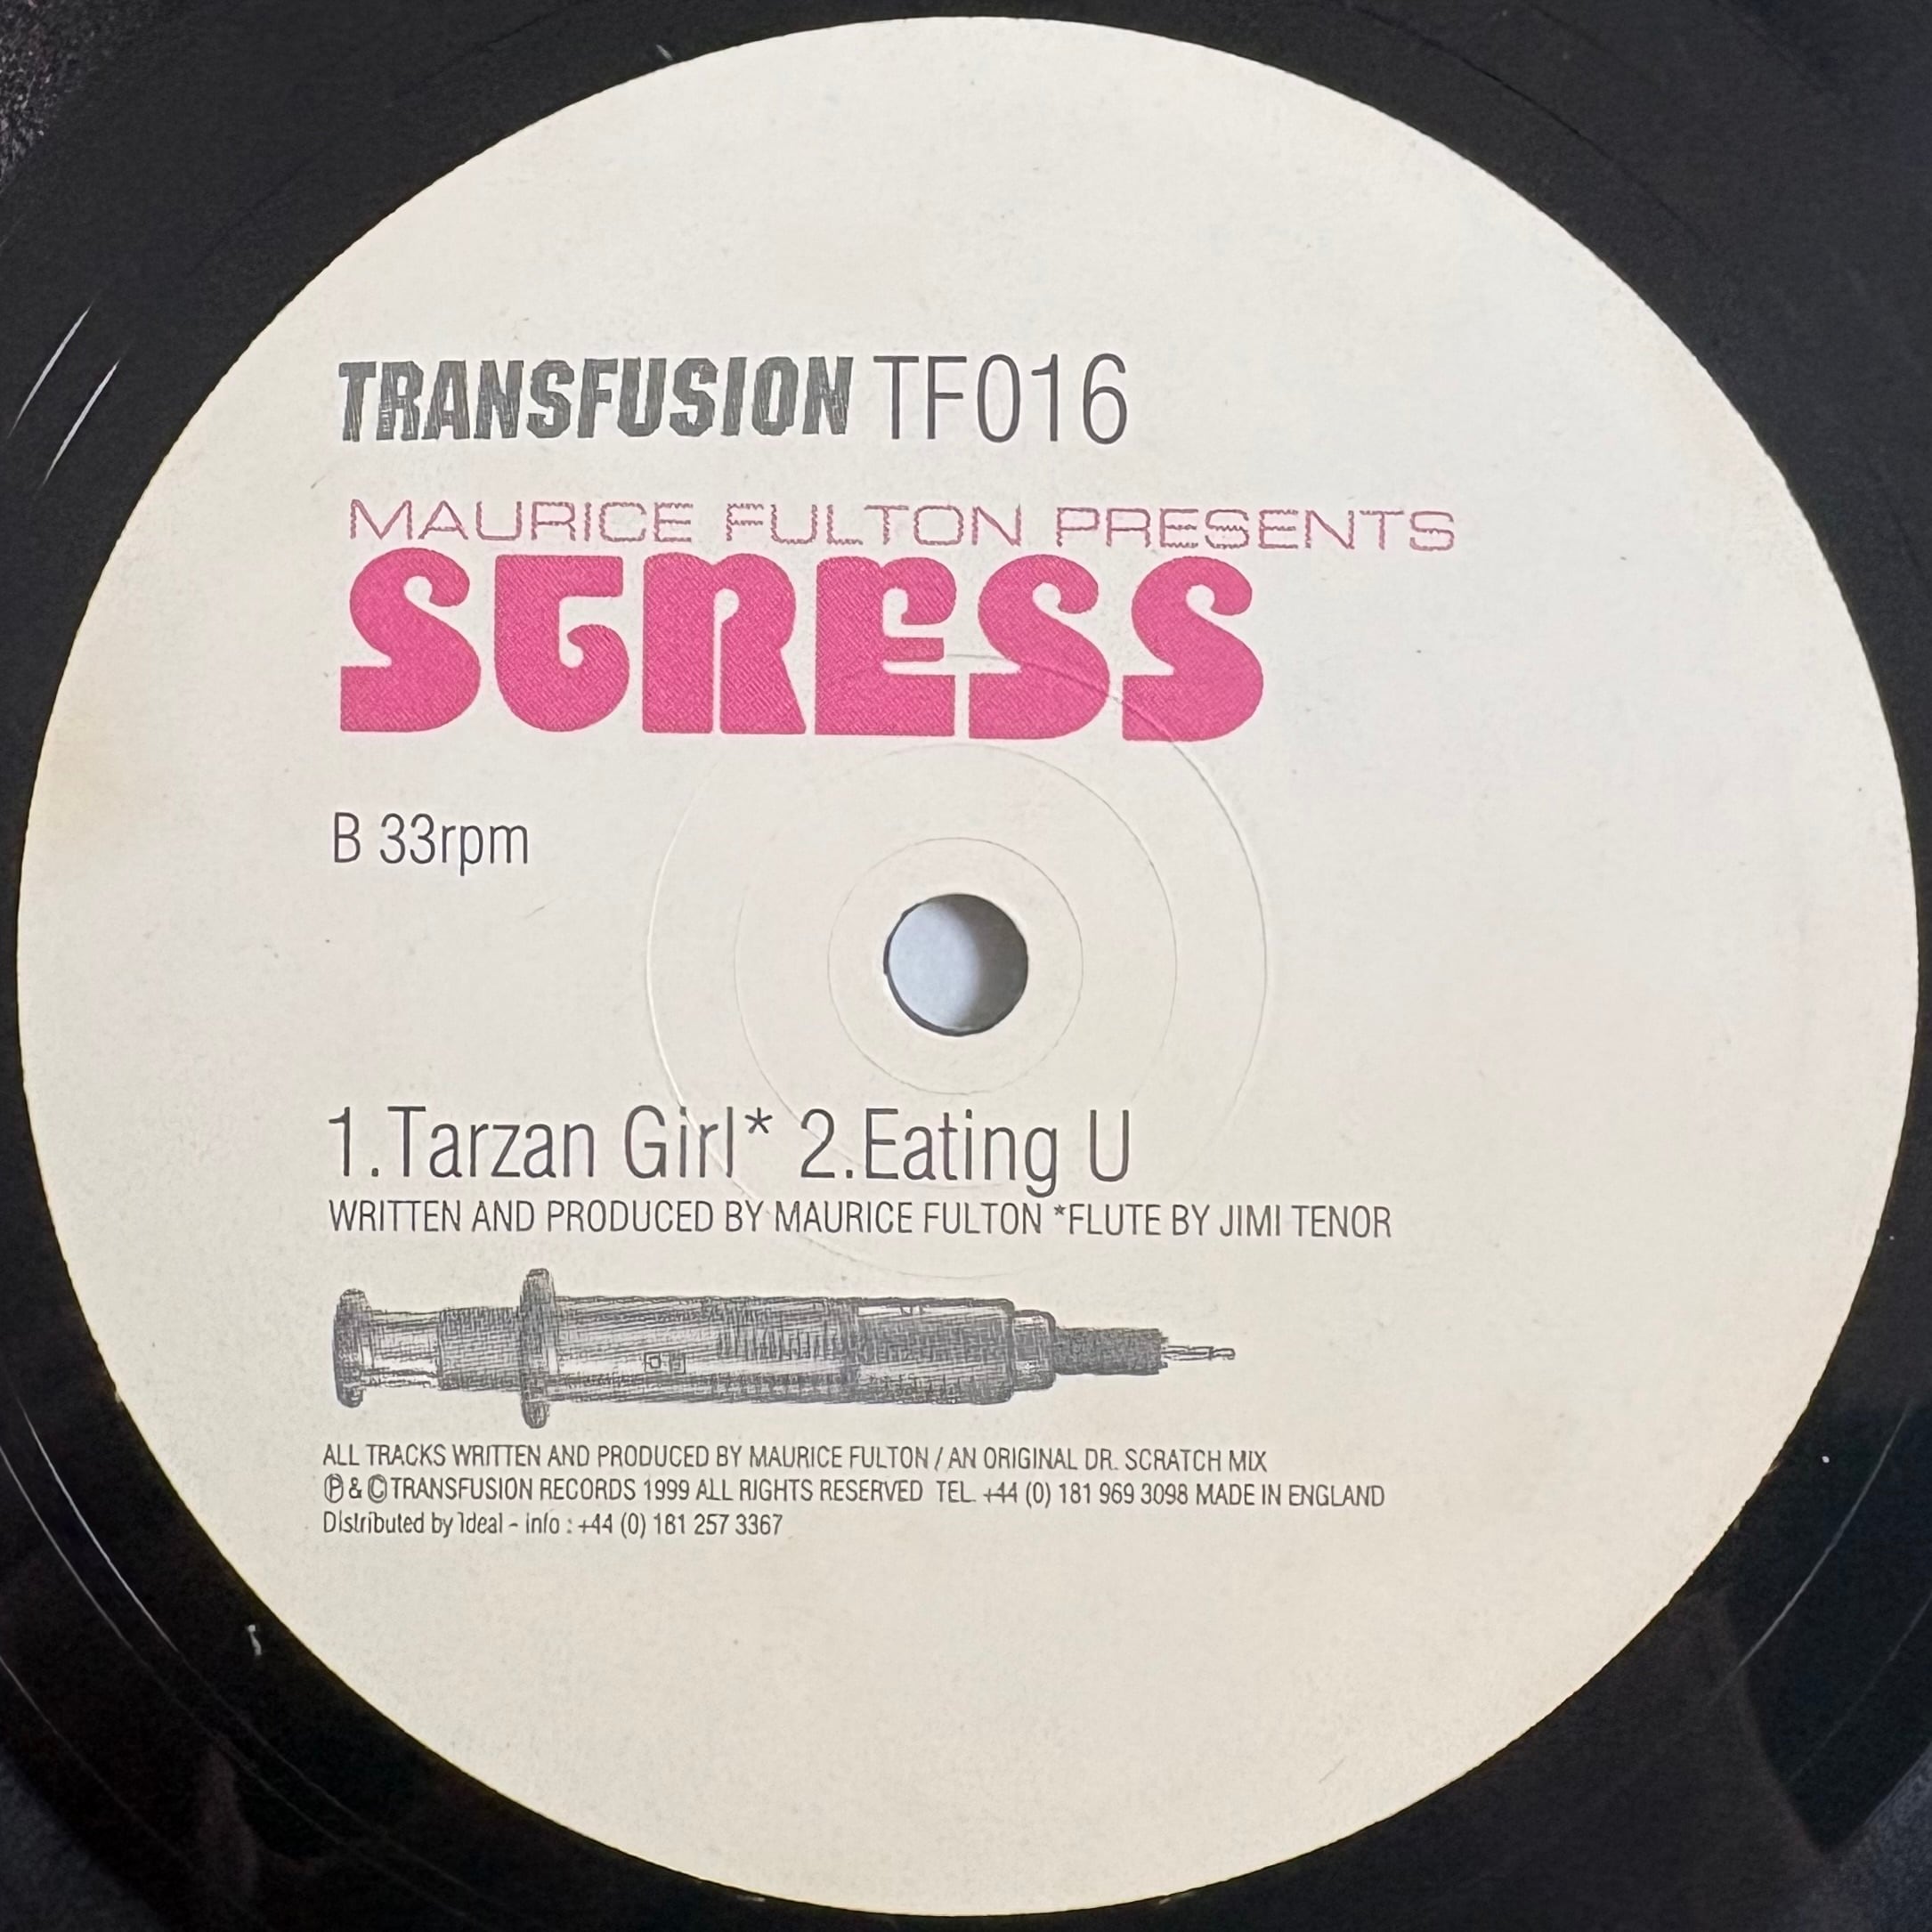 TRANSFUSION TF016
MAURICE FULTON PRESENTS
STRESS
B 33rpm
1.Tarzan Girl* 2.Eating U
WRITTEN AND PRODUCED BY MAURICE FULTON *FLUTE BY JIMI TENOR
ALL TRACKS WRITTEN AND PRODUCED BY MAURICE FULTON / AN ORIGINAL DR. SCRATCH MIX
℗ & © TRANSFUSION RECORDS 1999 ALL RIGHTS RESERVED TEL. +44 (0) 181 969 3098 MADE IN ENGLAND
Distributed by Ideal - info : +44 (0) 181 257 3367